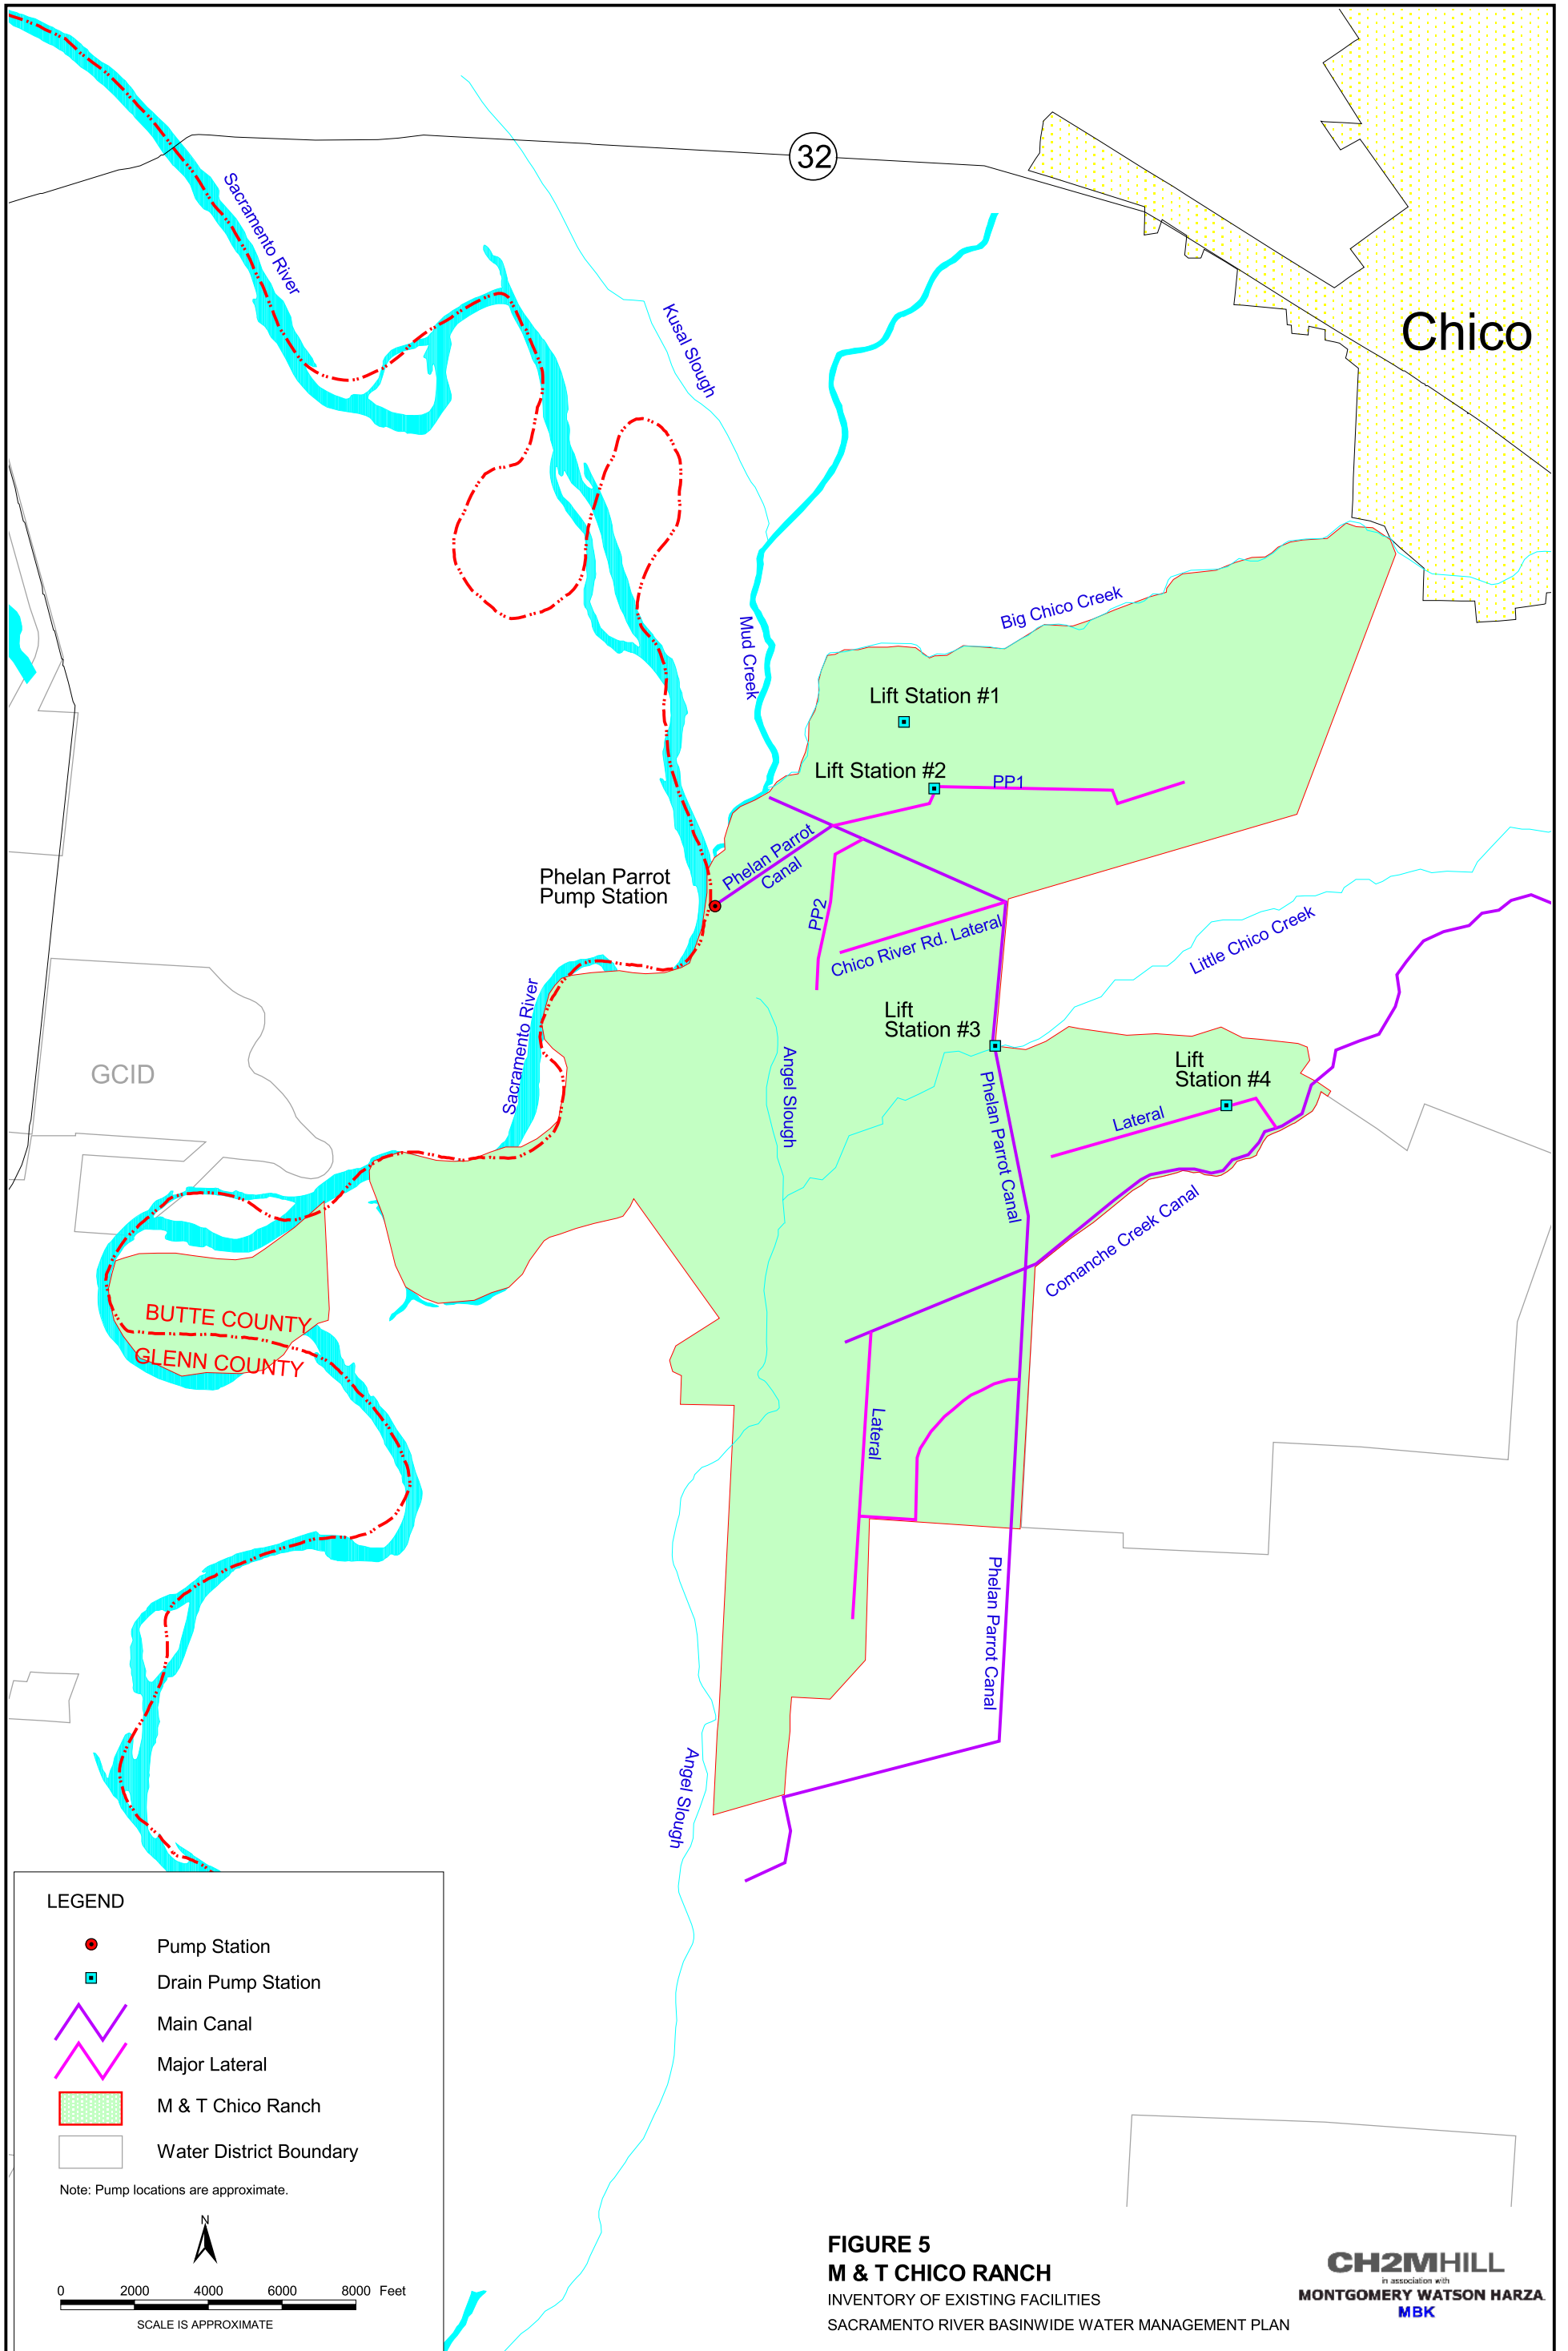 32
Sacramento River
Kusal Slough
Chico
Big Chico Creek
Mud Creek
Lift Station #1
Lift Station #2
PP1
Phelan Parrot
Canal
Phelan Parrot
Pump Station
PP2
Chico River Rd. Lateral
Little Chico Creek
Sacramento River
Lift
Station #3
Angel Slough
Lift
Station #4
GCID
Lateral
Phelan Parrot Canal
Comanche Creek Canal
BUTTE COUNTY
GLENN COUNTY
Lateral
Phelan Parrot Canal
Angel Slough
LEGEND
Pump Station
Drain Pump Station
Main Canal
Major Lateral
M & T Chico Ranch
Water District Boundary
Note: Pump locations are approximate.
N
0 2000 4000 6000 8000 Feet
SCALE IS APPROXIMATE
FIGURE 5
M & T CHICO RANCH
INVENTORY OF EXISTING FACILITIES
SACRAMENTO RIVER BASINWIDE WATER MANAGEMENT PLAN
CH2MHILL
in association with
MONTGOMERY WATSON HARZA
MBK